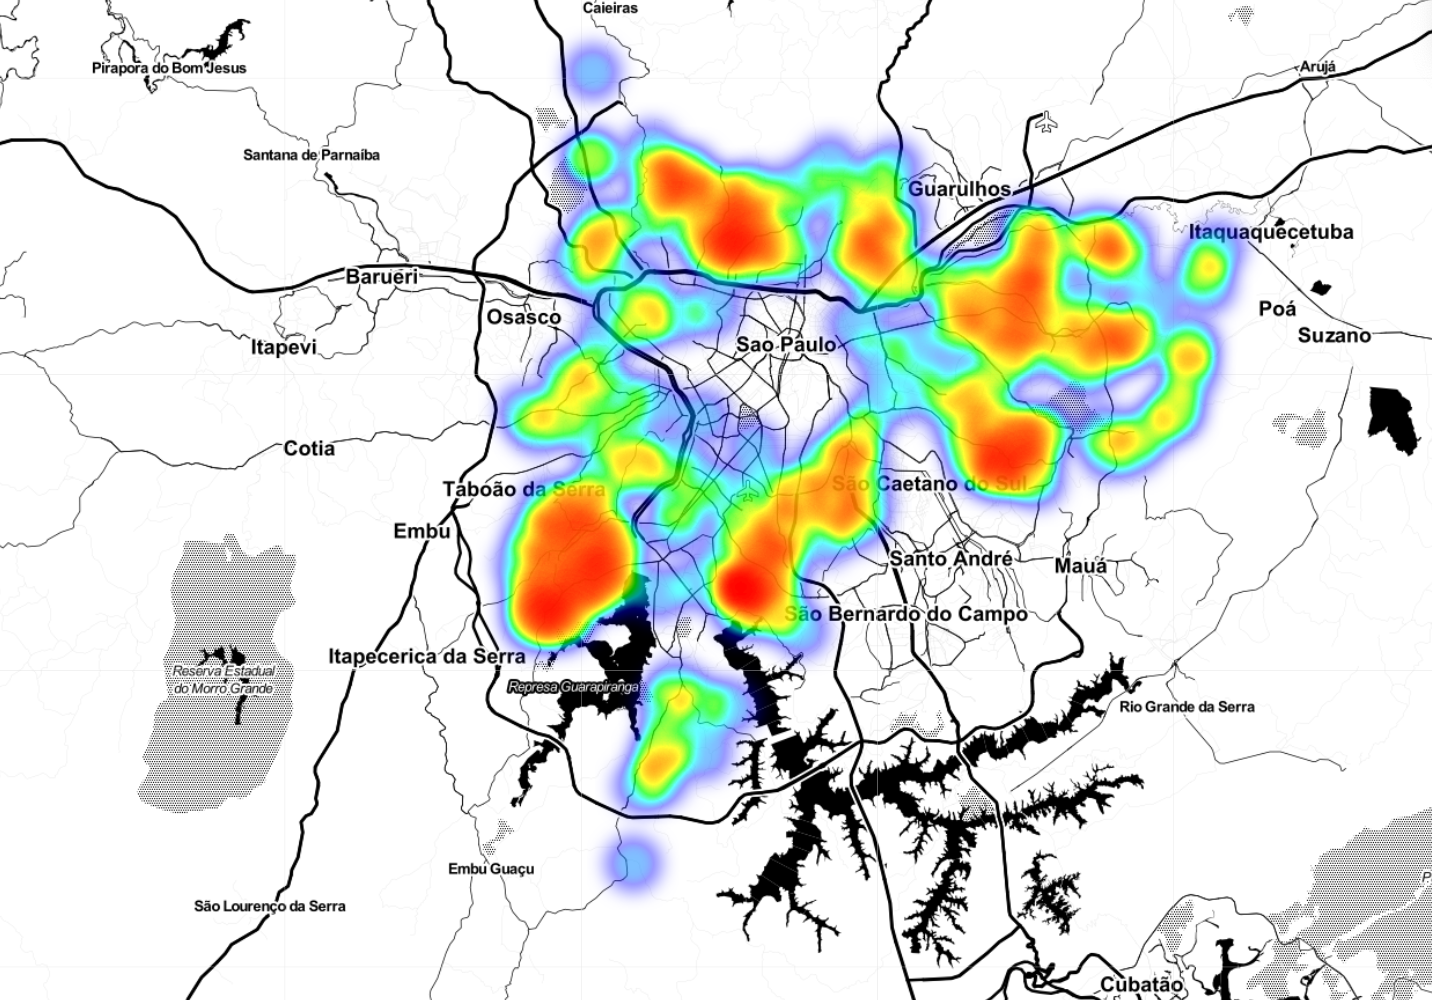 Caieiras
Pirapora do Bom Jesus
Arujá
Santana de Parnaíba
Guarulhos
Itaquaquecetuba
Barueri
Poá
Osasco
Suzano
Itapevi
Sao Paulo
Cotia
São Caetano do Sul
Taboão da Serra
Embu
Santo André
Mauá
São Bernardo do Campo
Itapecerica da Serra
Reserva Estadual
do Morro Grande
Represa Guarapiranga
Rio Grande da Serra
Embu Guaçu
P
São Lourenço da Serra
Cubatão